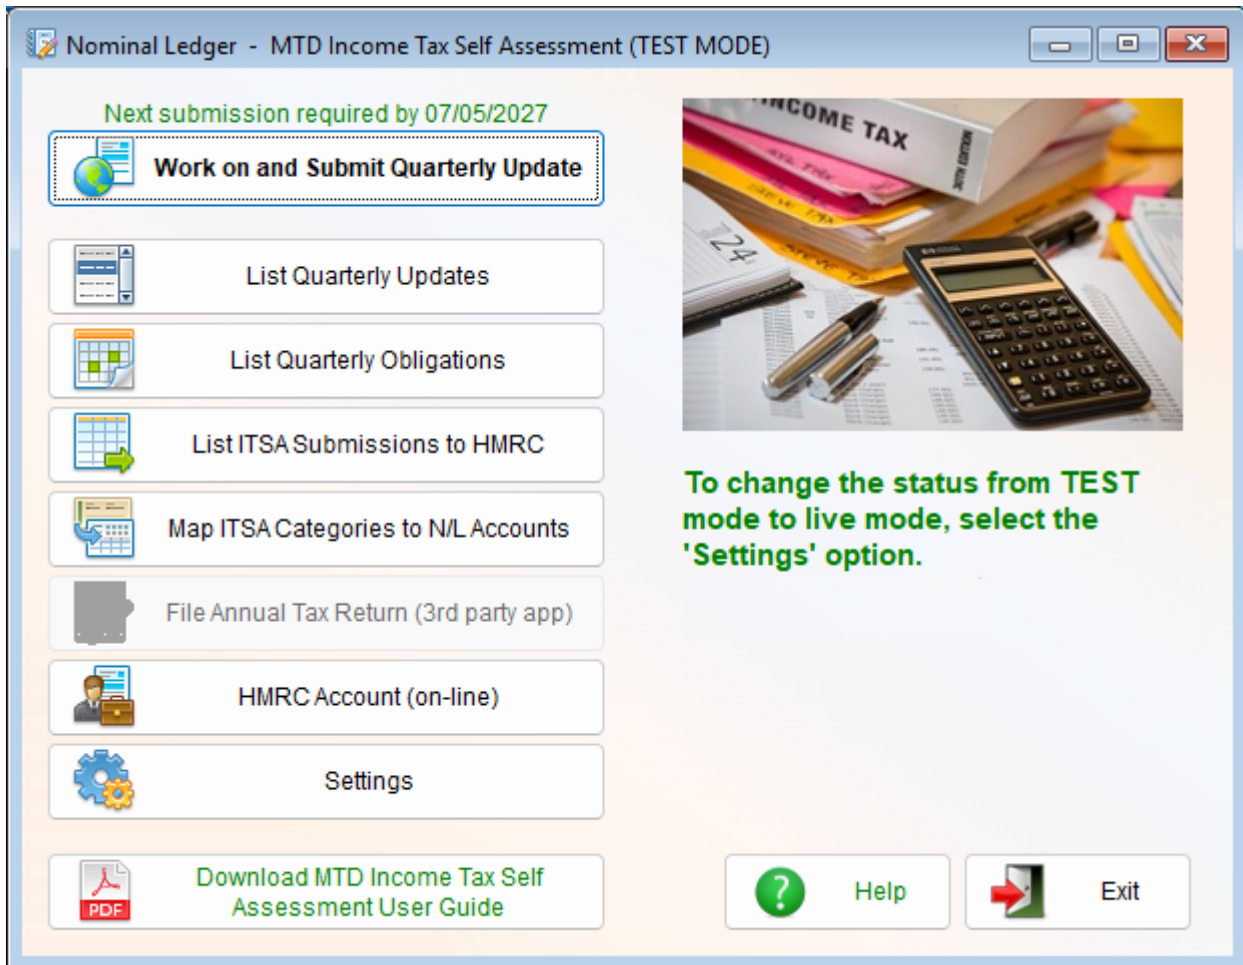 Nominal Ledger - MTD Income Tax Self Assessment (TEST MODE)
Next submission required by 07/05/2027
Work on and Submit Quarterly Update
List Quarterly Updates
List Quarterly Obligations
List ITSA Submissions to HMRC
Map ITSA Categories to N/L Accounts
File Annual Tax Return (3rd party app)
HMRC Account (on-line)
Settings
PDF
Download MTD Income Tax Self
Assessment User Guide
INCOME TAX
24
To change the status from TEST
mode to live mode, select the
'Settings' option.
Help
Exit